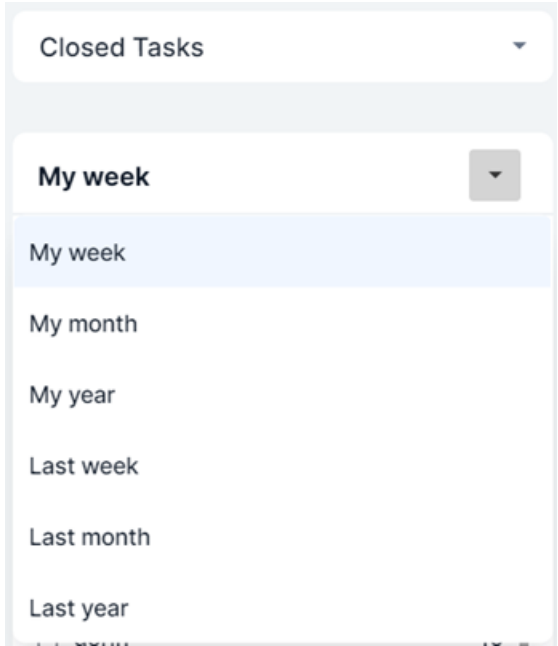 Closed Tasks
My week
My week
My month
My year
Last week
Last month
Last year